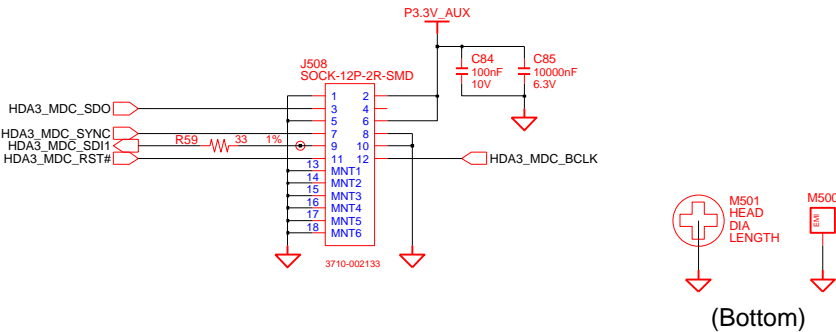 P3.3V_AUX
C84
100nF
10V
C85
10000nF
6.3V
J508
SOCK-12P-2R-SMD
1 2
HDA3_MDC_SDO 3 4
5 6
HDA3_MDC_SYNC 7 8
HDA3_MDC_SDI1 R59 33 1% 9 10
HDA3_MDC_RST# 11 12 HDA3_MDC_BCLK
13 MNT1
14 MNT2
15 MNT3
16 MNT4
17 MNT5
18 MNT6
3710-002133
M501
HEAD
DIA
LENGTH
M500
EMI
(Bottom)